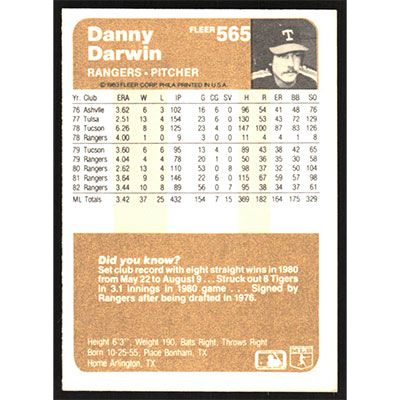 Danny
Darwin
FLEER 565
T
RANGERS - PITCHER
© 1983 FLEER CORP. PHILA. PRINTED IN U.S.A.
Yr. Club ERA W L IP G CG SV H R ER BB SO
76 Ashvlle 3.62 6 3 102 16 6 0 96 54 41 48 76
77 Tulsa 2.51 13 4 154 23 6 0 130 53 43 72 129
78 Tucson 6.26 8 9 125 23 4 0 147 100 87 83 126
78 Rangers 4.00 1 0 9 3 0 0 11 4 4 1 8
79 Tucson 3.60 6 6 95 13 4 0 89 43 38 42 65
79 Rangers 4.04 4 4 78 20 1 0 50 36 35 30 58
80 Rangers 2.62 13 4 110 53 0 8 98 37 32 50 104
81 Rangers 3.64 9 9 146 22 6 0 115 67 59 57 98
82 Rangers 3.44 10 8 89 56 0 7 95 38 34 37 61
ML Totals 3.42 37 25 432 154 7 15 369 182 164 175 329
Did you know?
Set club record with eight straight wins in 1980
from May 22 to August 9 . . . Struck out 8 Tigers
in 3.1 innings in 1980 game . . . Signed by
Rangers after being drafted in 1976.
Height 6'3", Weight 190, Bats Right, Throws Right
Born 10-25-55, Place Bonham, TX
Home Arlington, TX